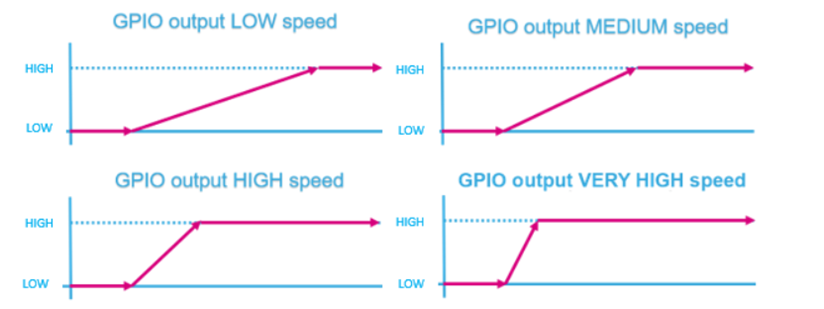 GPIO output LOW speed
HIGH
LOW
GPIO output MEDIUM speed
HIGH
LOW
GPIO output HIGH speed
HIGH
LOW
GPIO output VERY HIGH speed
HIGH
LOW